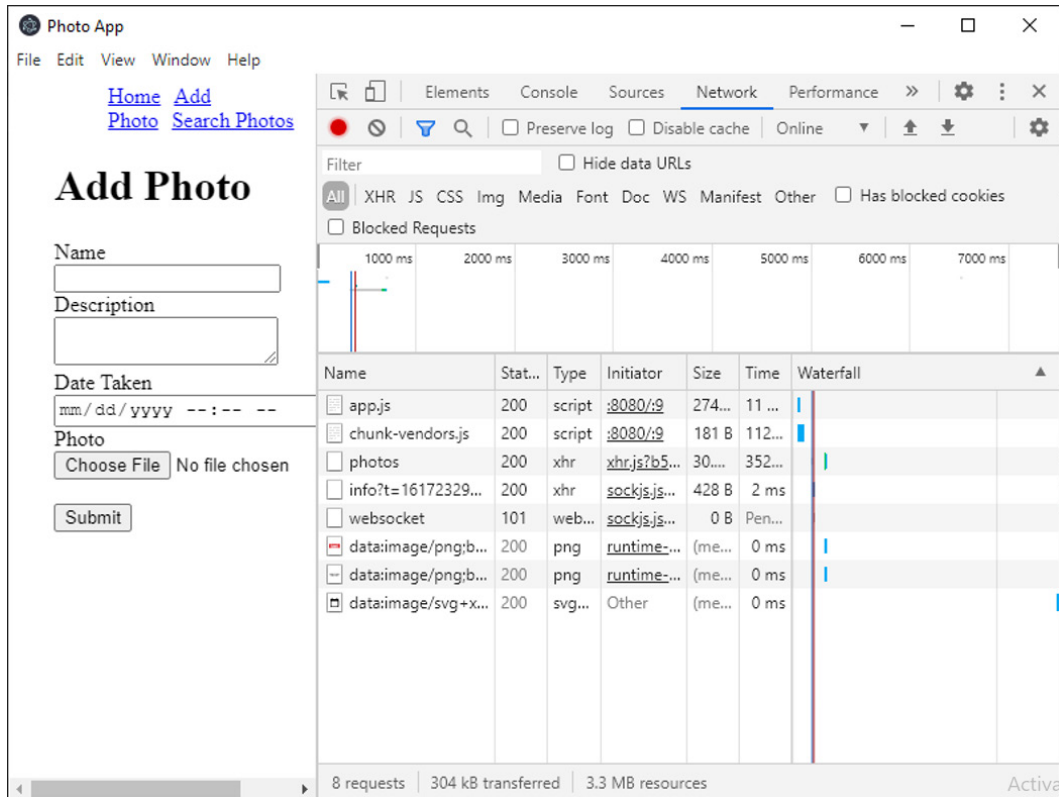 Photo App
File Edit View Window Help
Home Add
Photo Search Photos
Add Photo
Name
Description
Date Taken
mm/dd/yyyy --:-- --
Photo
Choose File No file chosen
Submit
Elements Console Sources Network Performance »
Preserve log Disable cache Online
Filter Hide data URLs
All XHR JS CSS Img Media Font Doc WS Manifest Other Has blocked cookies
Blocked Requests
1000 ms 2000 ms 3000 ms 4000 ms 5000 ms 6000 ms 7000 ms
Name Stat... Type Initiator Size Time Waterfall
app.js 200 script :8080/:9 274... 11 ...
chunk-vendors.js 200 script :8080/:9 181 B 112...
photos 200 xhr xhr.js?b5... 30.... 352...
info?t=16172329... 200 xhr sockjs.js... 428 B 2 ms
websocket 101 web... sockjs.js... 0 B Pen...
data:image/png;b... 200 png runtime-... (me... 0 ms
data:image/png;b... 200 png runtime-... (me... 0 ms
data:image/svg+x... 200 svg... Other (me... 0 ms
8 requests 304 kB transferred 3.3 MB resources
Activa